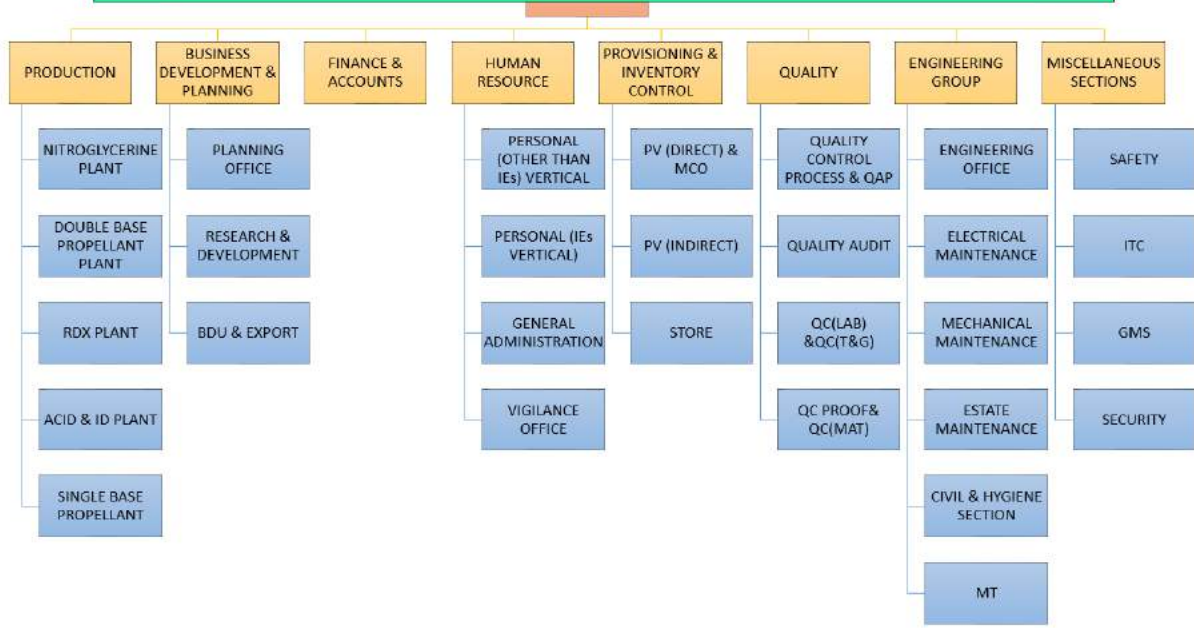 PRODUCTION
BUSINESS
DEVELOPMENT &
PLANNING
FINANCE &
ACCOUNTS
HUMAN
RESOURCE
PROVISIONING &
INVENTORY
CONTROL
QUALITY
ENGINEERING
GROUP
MISCELLANEOUS
SECTIONS
NITROGLYCERINE
PLANT
DOUBLE BASE
PROPELLANT
PLANT
RDX PLANT
ACID & ID PLANT
SINGLE BASE
PROPELLANT
PLANNING
OFFICE
RESEARCH &
DEVELOPMENT
BDU & EXPORT
PERSONAL
(OTHER THAN
IEs) VERTICAL
PERSONAL (IEs
VERTICAL)
GENERAL
ADMINISTRATION
VIGILANCE
OFFICE
PV (DIRECT) &
MCO
PV (INDIRECT)
STORE
QUALITY
CONTROL
PROCESS & QAP
QUALITY AUDIT
QC(LAB)
&QC(T&G)
QC PROOF&
QC(MAT)
ENGINEERING
OFFICE
ELECTRICAL
MAINTENANCE
MECHANICAL
MAINTENANCE
ESTATE
MAINTENANCE
CIVIL & HYGIENE
SECTION
MT
SAFETY
ITC
GMS
SECURITY